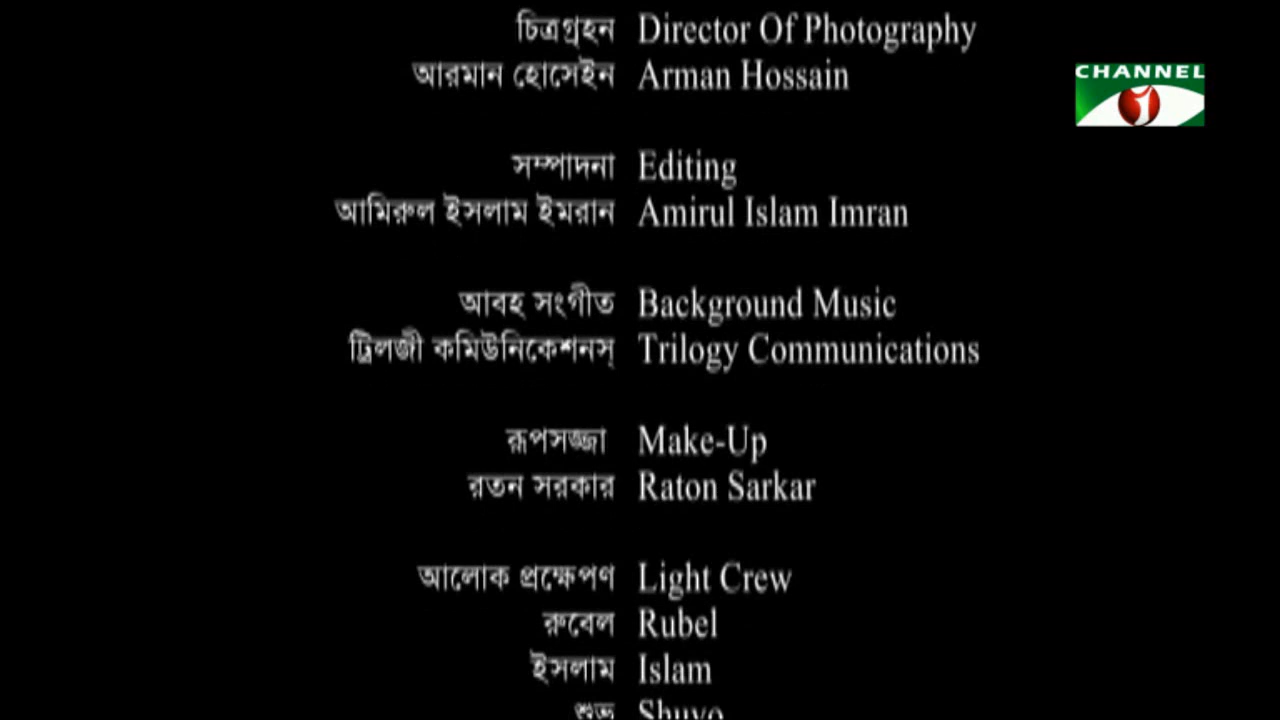 চিত্রগ্রহন Director Of Photography
আরমান হোসেইন Arman Hossain
CHANNEL
i
সম্পাদনা Editing
আমিরুল ইসলাম ইমরান Amirul Islam Imran
আবহ সংগীত Background Music
ট্রিলজী কমিউনিকেশনস্ Trilogy Communications
রূপসজ্জা Make-Up
রতন সরকার Raton Sarkar
আলোক প্রক্ষেপণ Light Crew
রুবেল Rubel
ইসলাম Islam
শুভ Shuvo